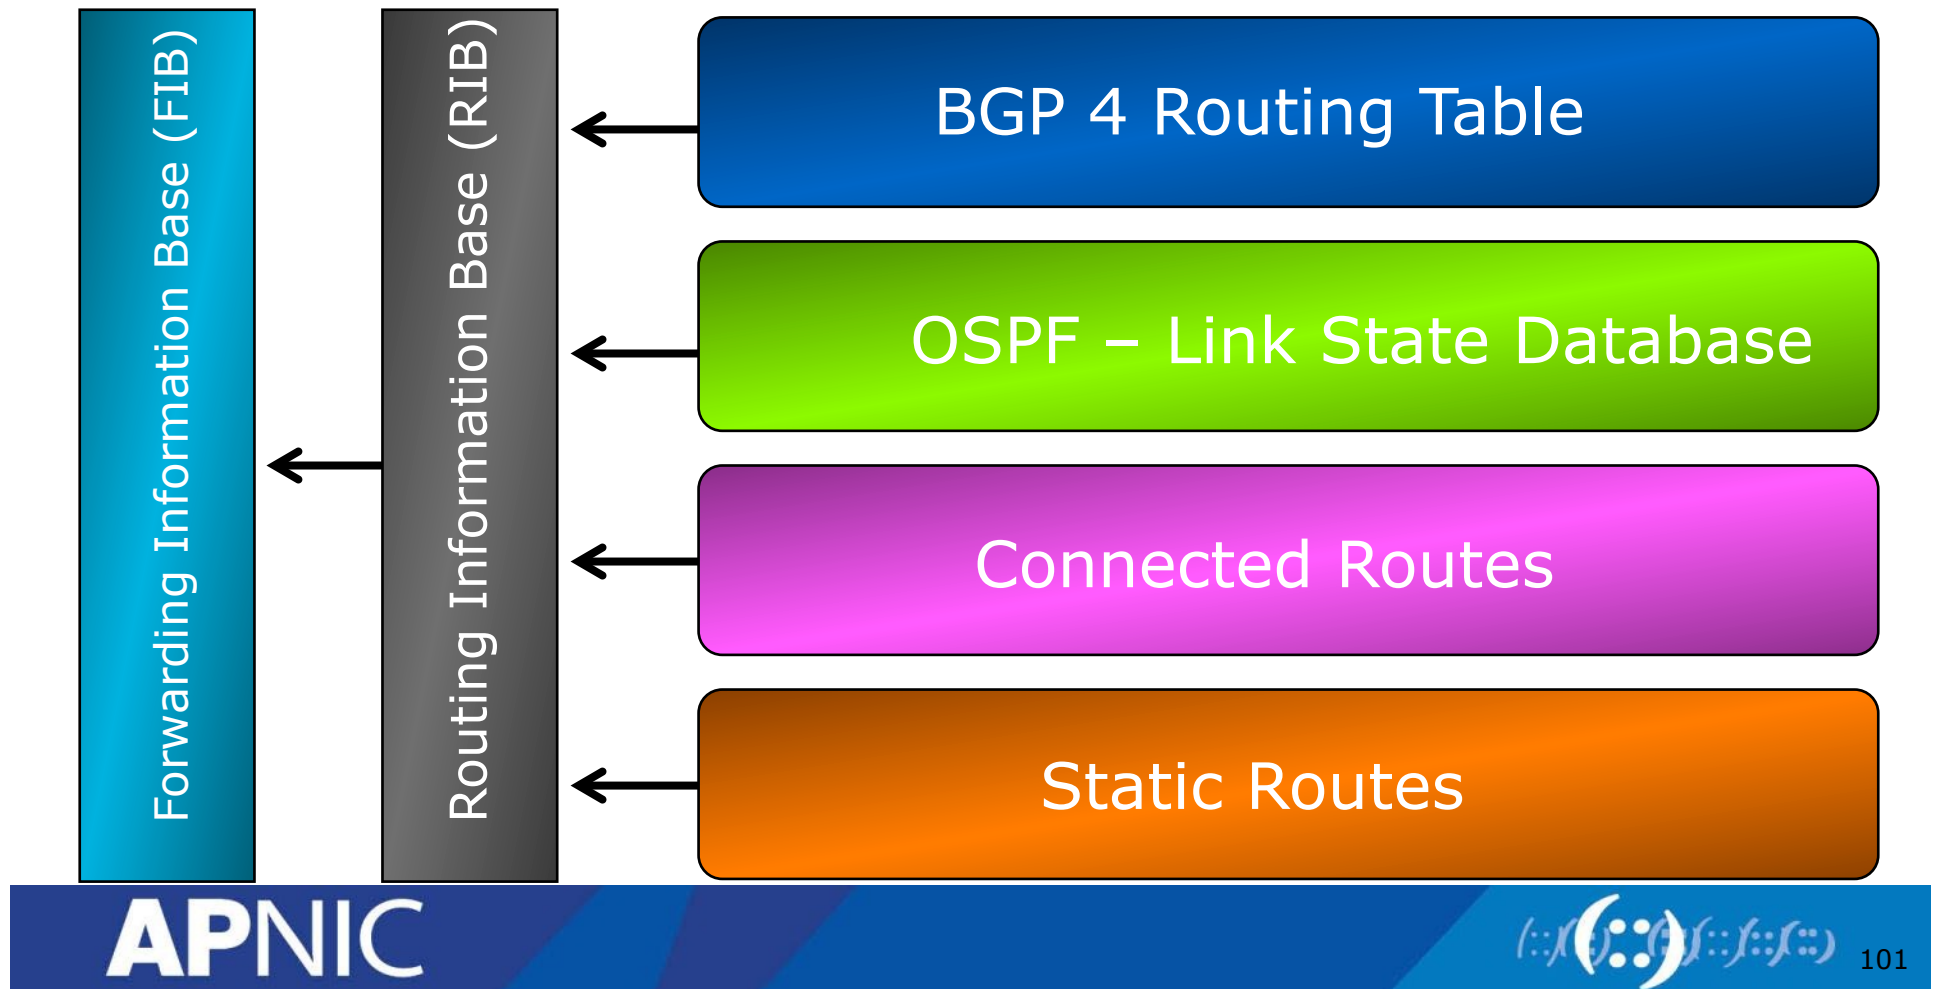 Forwarding Information Base (FIB)
Routing Information Base (RIB)
BGP 4 Routing Table
OSPF – Link State Database
Connected Routes
Static Routes
APNIC
(::)
101